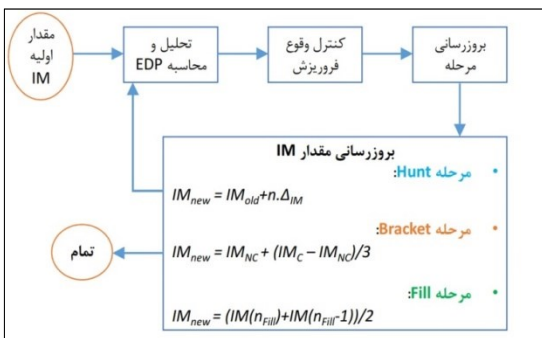 مقدار
اولیه
IM
تحلیل و
محاسبه EDP
کنترل وقوع
فروریزش
بروزرسانی
مرحله
بروزرسانی مقدار IM
• مرحله Hunt:
IMnew = IMold+n.ΔIM
• مرحله Bracket:
IMnew = IMNC + (IMC – IMNC)/3
• مرحله Fill:
IMnew = (IM(nFill)+IM(nFill-1))/2
تمام